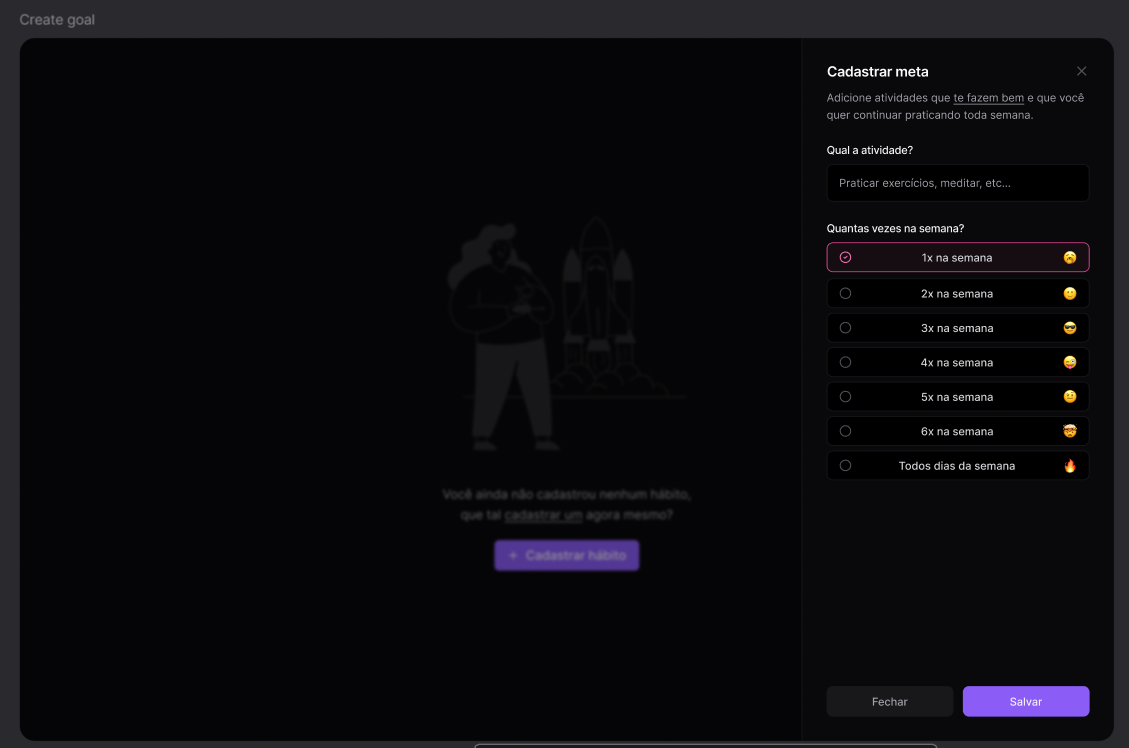 Create goal
Cadastrar meta
Adicione atividades que te fazem bem e que você
quer continuar praticando toda semana.
Qual a atividade?
Praticar exercícios, meditar, etc...
Quantas vezes na semana?
1x na semana 🥱
2x na semana 🙂
3x na semana 😎
4x na semana 😜
5x na semana 🤨
6x na semana 🤯
Todos dias da semana 🔥
Você ainda não cadastrou nenhum hábito,
que tal cadastrar um agora mesmo?
+ Cadastrar hábito
Fechar
Salvar